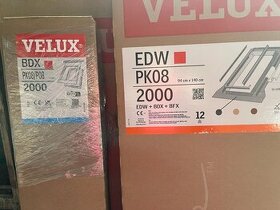 VELUX
BDX
PK08/P08
2000
VELUX
EDW
PK08
94 cm x 140 cm
2000
EDW + BDX + BFX
12